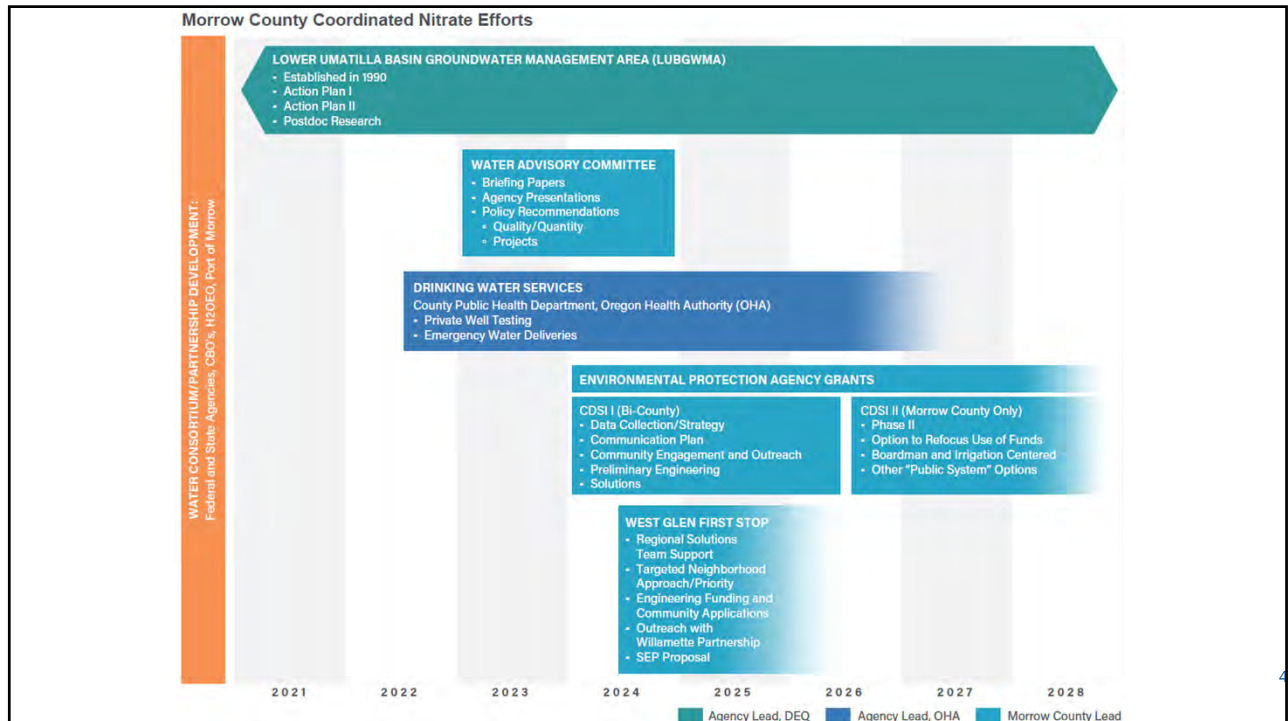 Morrow County Coordinated Nitrate Efforts
WATER CONSORTIUM/PARTNERSHIP DEVELOPMENT:
Federal and State Agencies, CBO's, H2OEO, Port of Morrow
LOWER UMATILLA BASIN GROUNDWATER MANAGEMENT AREA (LUBGWMA)
- Established in 1990
- Action Plan I
- Action Plan II
- Postdoc Research
WATER ADVISORY COMMITTEE
- Briefing Papers
- Agency Presentations
- Policy Recommendations
◦ Quality/Quantity
◦ Projects
DRINKING WATER SERVICES
County Public Health Department, Oregon Health Authority (OHA)
- Private Well Testing
- Emergency Water Deliveries
ENVIRONMENTAL PROTECTION AGENCY GRANTS
CDSI I (Bi-County)
- Data Collection/Strategy
- Communication Plan
- Community Engagement and Outreach
- Preliminary Engineering
- Solutions
CDSI II (Morrow County Only)
- Phase II
- Option to Refocus Use of Funds
- Boardman and Irrigation Centered
- Other "Public System" Options
WEST GLEN FIRST STOP
- Regional Solutions
Team Support
- Targeted Neighborhood
Approach/Priority
- Engineering Funding and
Community Applications
- Outreach with
Willamette Partnership
- SEP Proposal
2021 2022 2023 2024 2025 2026 2027 2028
Agency Lead, DEQ Agency Lead, OHA Morrow County Lead
4